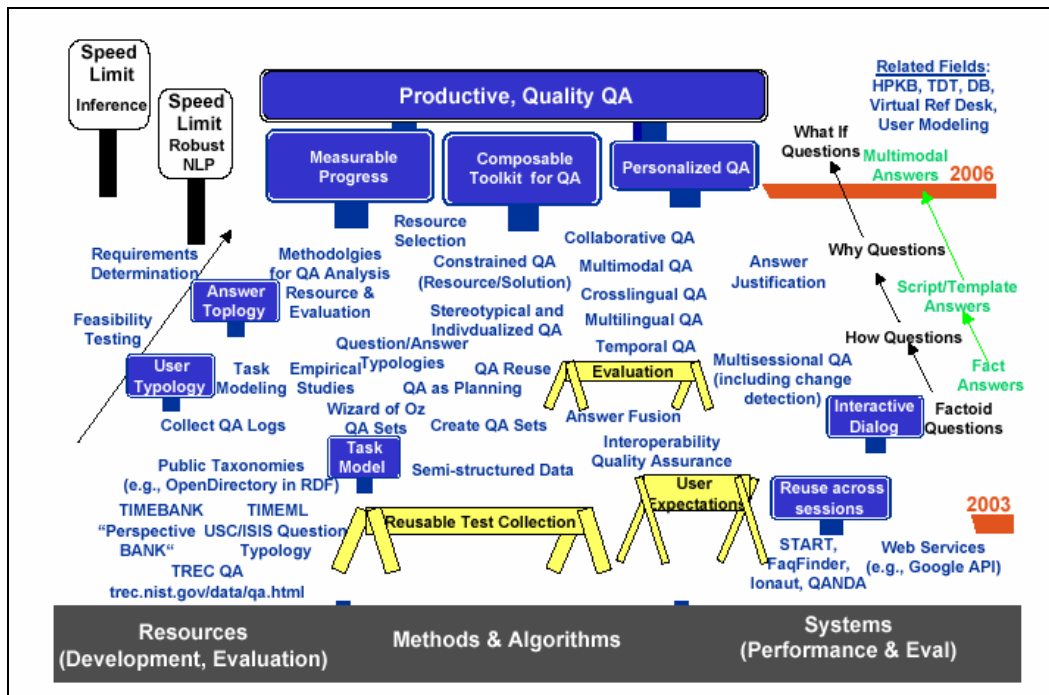 Speed
Limit
Inference
Speed
Limit
Robust
NLP
Productive, Quality QA
Measurable
Progress
Composable
Toolkit for QA
Personalized QA
Related Fields:
HPKB, TDT, DB,
Virtual Ref Desk,
User Modeling
What If
Questions
Multimodal
Answers
2006
Resource
Selection
Requirements
Determination
Methodolgies
for QA Analysis
Resource &
Evaluation
Constrained QA
(Resource/Solution)
Collaborative QA
Multimodal QA
Crosslingual QA
Multilingual QA
Temporal QA
Answer
Justification
Why Questions
Script/Template
Answers
Answer
Toplogy
Stereotypical and
Indivdualized QA
Feasibility
Testing
How Questions
Question/Answer
Typologies
User
Typology
Task
Modeling
Empirical
Studies
QA Reuse
QA as Planning
Evaluation
Multisessional QA
(including change
detection)
Fact
Answers
Collect QA Logs
Wizard of Oz
QA Sets
Create QA Sets
Answer Fusion
Interactive
Dialog
Factoid
Questions
Task
Model
Interoperability
Quality Assurance
Public Taxonomies
(e.g., OpenDirectory in RDF)
Semi-structured Data
User
Expectations
Reuse across
sessions
2003
TIMEBANK
TIMEML
“Perspective
BANK“
USC/ISIS Question
Typology
Reusable Test Collection
TREC QA
trec.nist.gov/data/qa.html
START,
FaqFinder,
Ionaut, QANDA
Web Services
(e.g., Google API)
Resources
(Development, Evaluation)
Methods & Algorithms
Systems
(Performance & Eval)